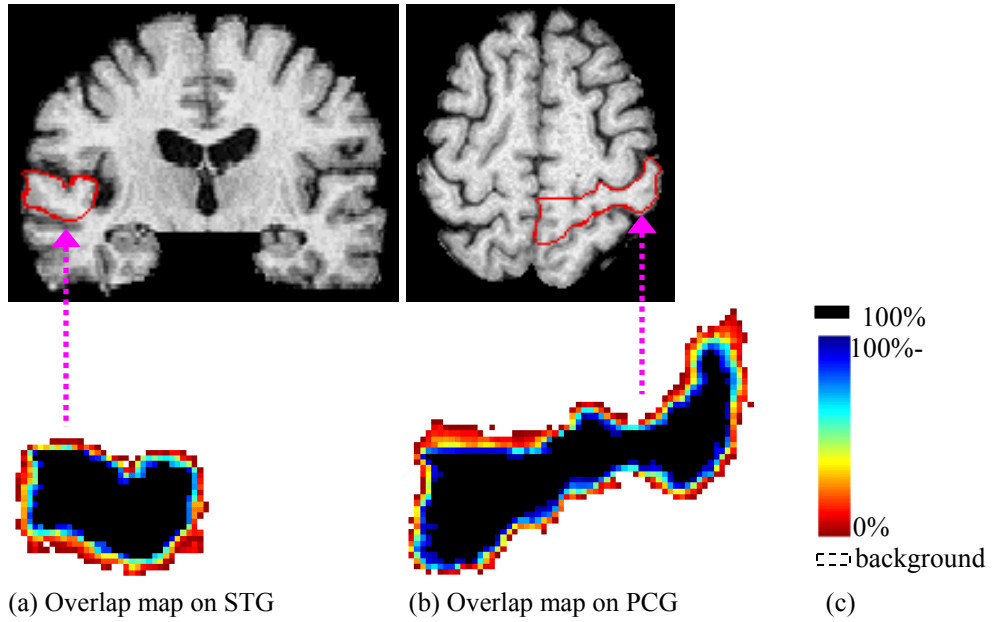 100%
100%-
0%
background
(a) Overlap map on STG
(b) Overlap map on PCG
(c)